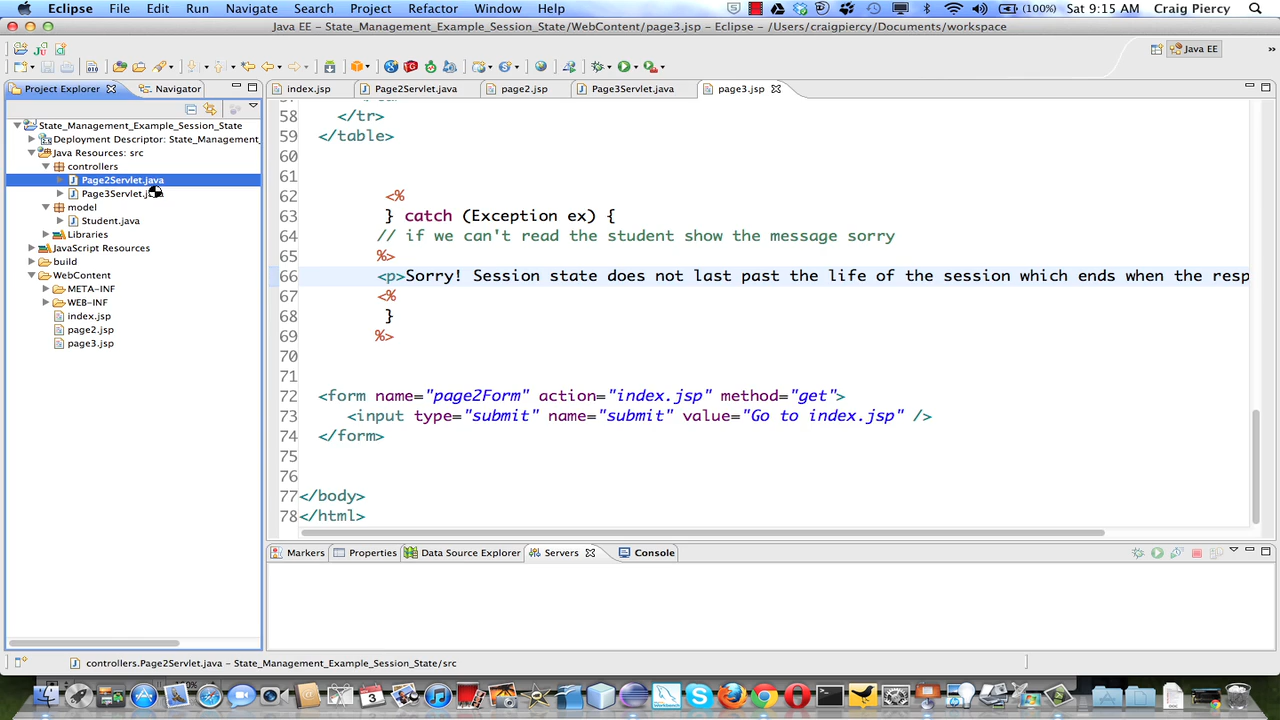 Eclipse File Edit Run Navigate Search Project Refactor Window Help (100%) Sat 9:15 AM Craig Piercy
Java EE - State_Management_Example_Session_State/WebContent/page3.jsp - Eclipse - /Users/craigpiercy/Documents/workspace
Java EE
Project Explorer Navigator
index.jsp Page2Servlet.java page2.jsp Page3Servlet.java page3.jsp
State_Management_Example_Session_State
Deployment Descriptor: State_Management_
Java Resources: src
controllers
Page2Servlet.java
Page3Servlet.
model
Student.java
Libraries
JavaScript Resources
build
WebContent
META-INF
WEB-INF
index.jsp
page2.jsp
page3.jsp
58 </tr>
59 </table>
60
61
62 <%
63 } catch (Exception ex) {
64 // if we can't read the student show the message sorry
65 %>
66 <p>Sorry! Session state does not last past the life of the session which ends when the resp
67 <%
68 }
69 %>
70
71
72 <form name="page2Form" action="index.jsp" method="get">
73 <input type="submit" name="submit" value="Go to index.jsp" />
74 </form>
75
76
77 </body>
78 </html>
Markers Properties Data Source Explorer Servers Console
controllers.Page2Servlet.java - State_Management_Example_Session_State/src